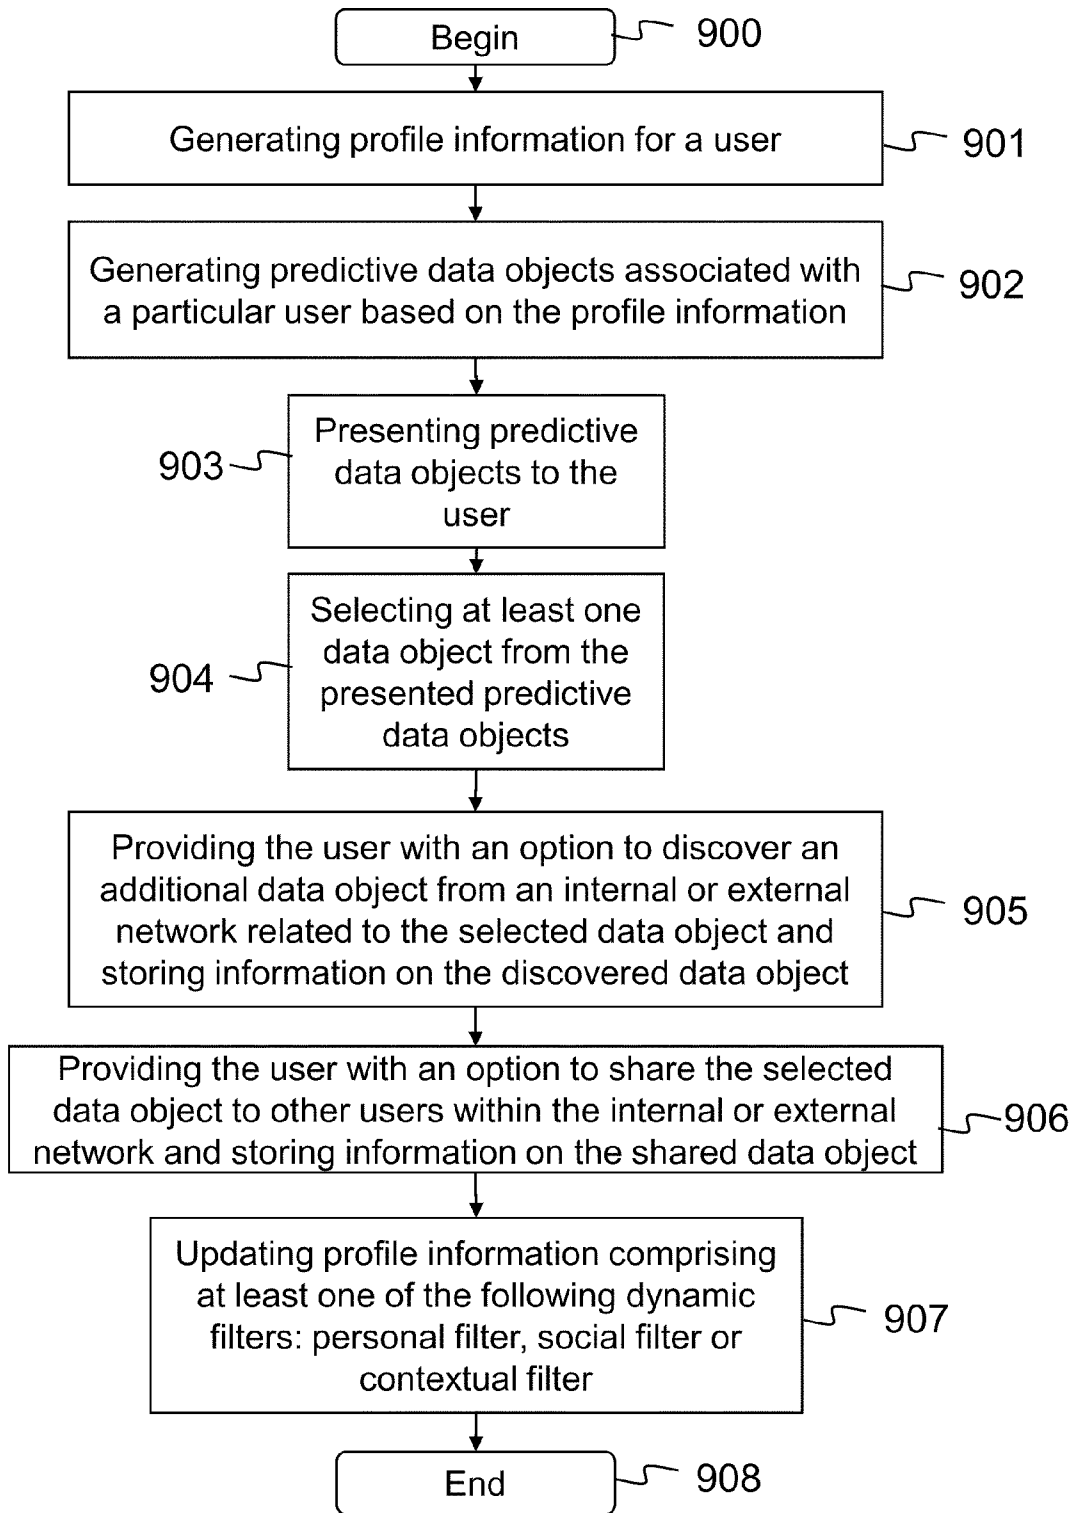 Begin
900
Generating profile information for a user
901
Generating predictive data objects associated with
a particular user based on the profile information
902
Presenting predictive
data objects to the
user
903
Selecting at least one
data object from the
presented predictive
data objects
904
Providing the user with an option to discover an
additional data object from an internal or external
network related to the selected data object and
storing information on the discovered data object
905
Providing the user with an option to share the selected
data object to other users within the internal or external
network and storing information on the shared data object
906
Updating profile information comprising
at least one of the following dynamic
filters: personal filter, social filter or
contextual filter
907
End
908